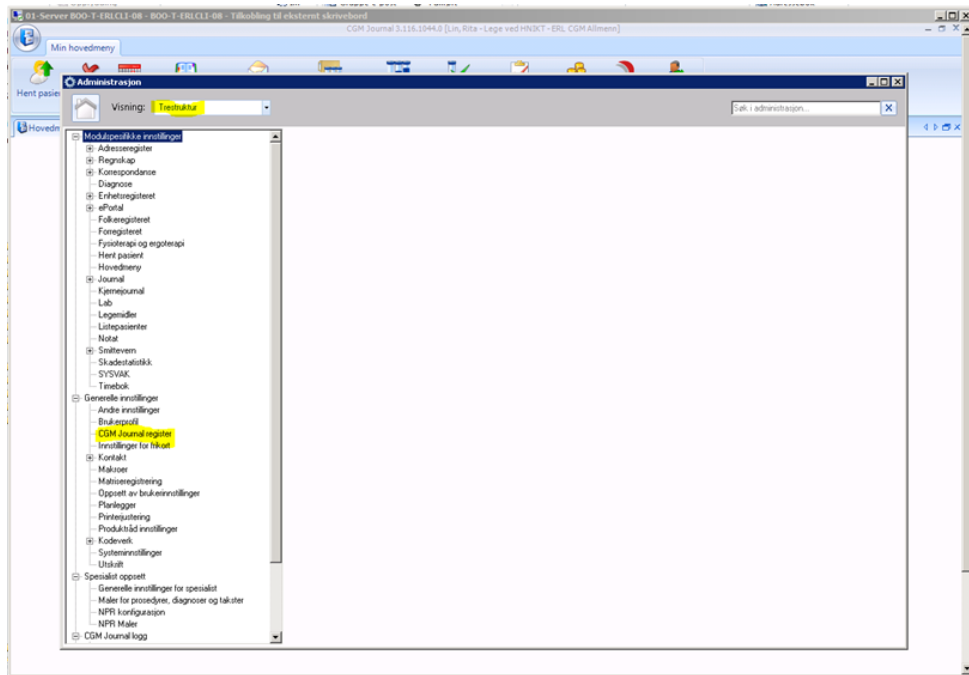 01-Server BOO-T-ERLCLI-08 - BOO-T-ERLCLI-08 - Tilkobling til eksternt skrivebord
CGM Journal 3.116.1044.0 [Lin, Rita - Lege ved HNIKT - ERL CGM Allmenn]
Min hovedmeny
Hent pasie
Administrasjon
Visning: Trestruktur
Søk i administrasjon...
Hovedm
Modulspesifikke innstillinger
Adresseregister
Regnskap
Korrespondanse
Diagnose
Enhetsregisteret
ePortal
Folkeregisteret
Forregisteret
Fysioterapi og ergoterapi
Hent pasient
Hovedmeny
Journal
Kjernejournal
Lab
Legemidler
Listepasienter
Notat
Smittevern
Skadestatistikk
SYSVAK
Timebok
Generelle innstillinger
Andre innstillinger
Brukerprofil
CGM Journal register
Innstillinger for frikort
Kontakt
Makroer
Matriseregistrering
Oppsett av brukerinnstillinger
Planlegger
Printerjustering
Produktråd innstillinger
Kodeverk
Systeminnstillinger
Utskrift
Spesialist oppsett
Generelle innstillinger for spesialist
Maler for prosedyrer, diagnoser og takster
NPR konfigurasjon
NPR Maler
CGM Journal logg